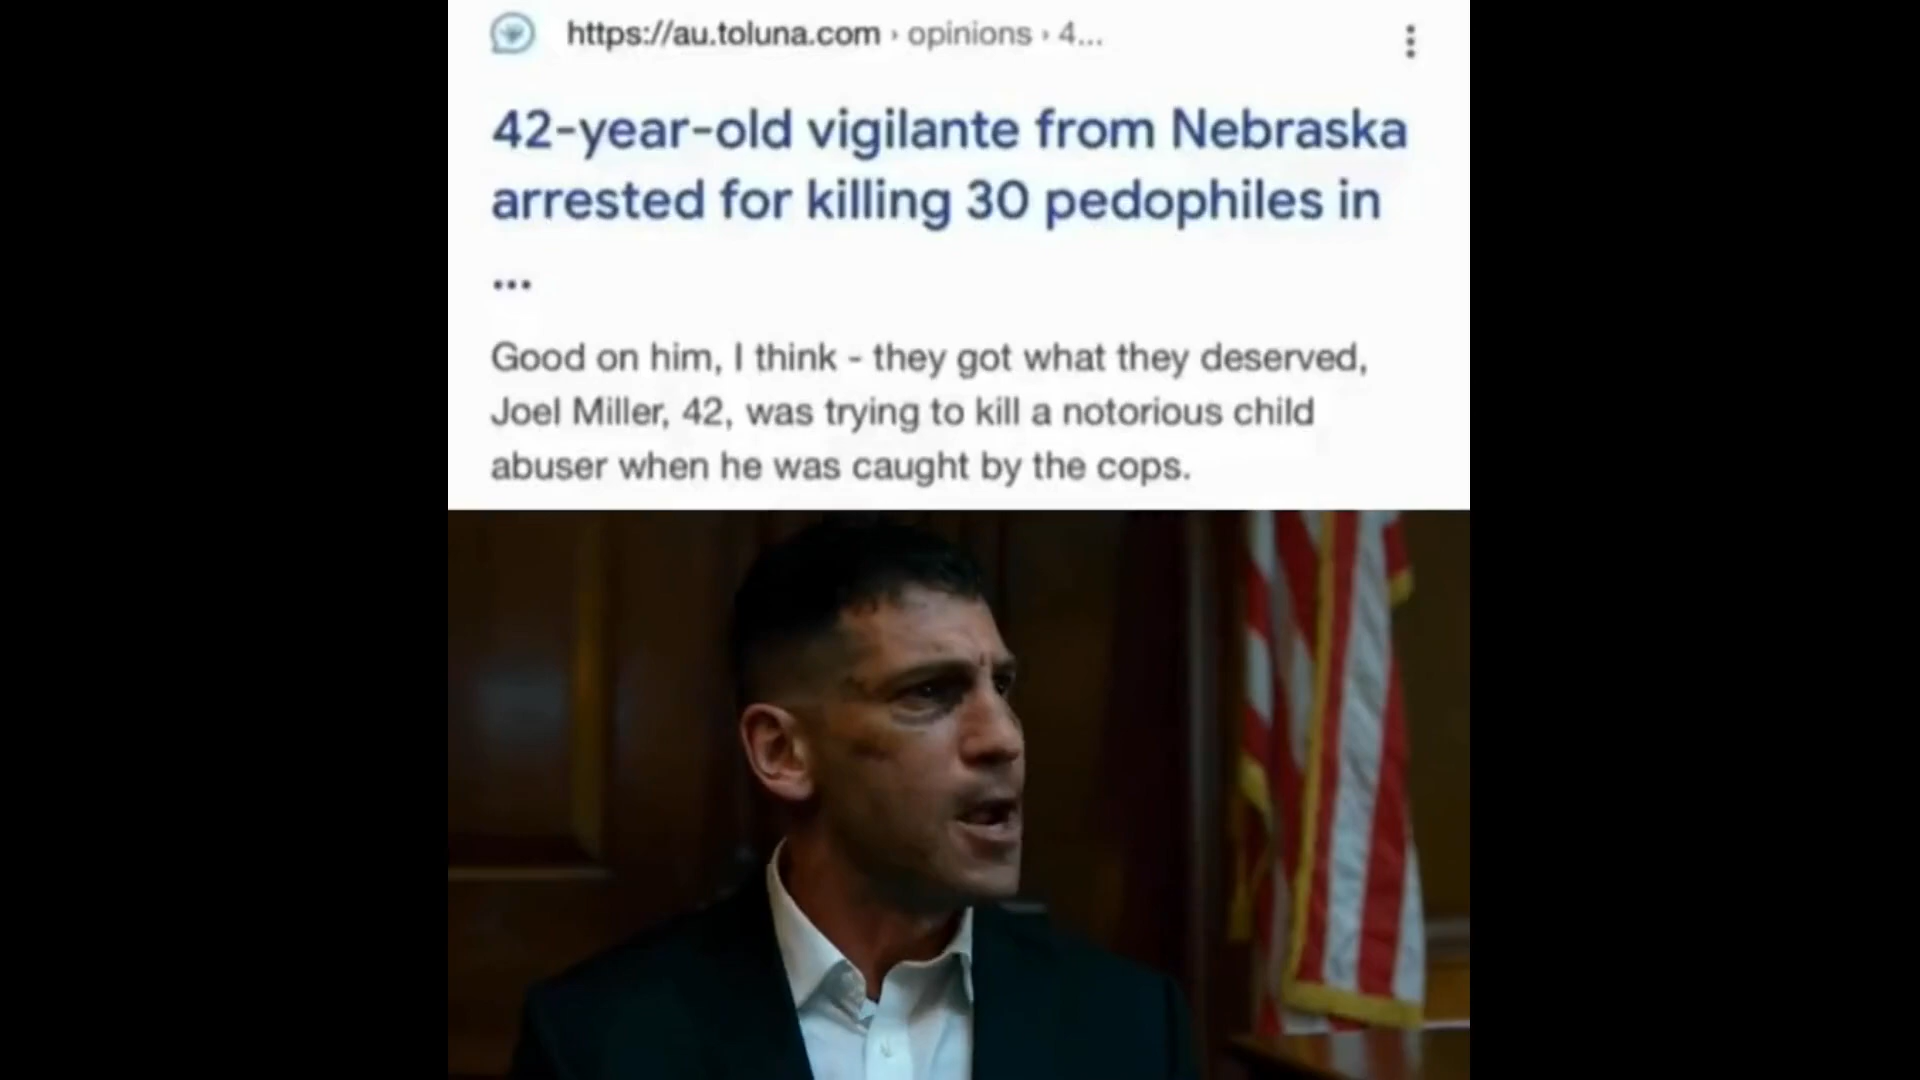 https://au.toluna.com › opinions › 4...
42-year-old vigilante from Nebraska
arrested for killing 30 pedophiles in
...
Good on him, I think - they got what they deserved,
Joel Miller, 42, was trying to kill a notorious child
abuser when he was caught by the cops.